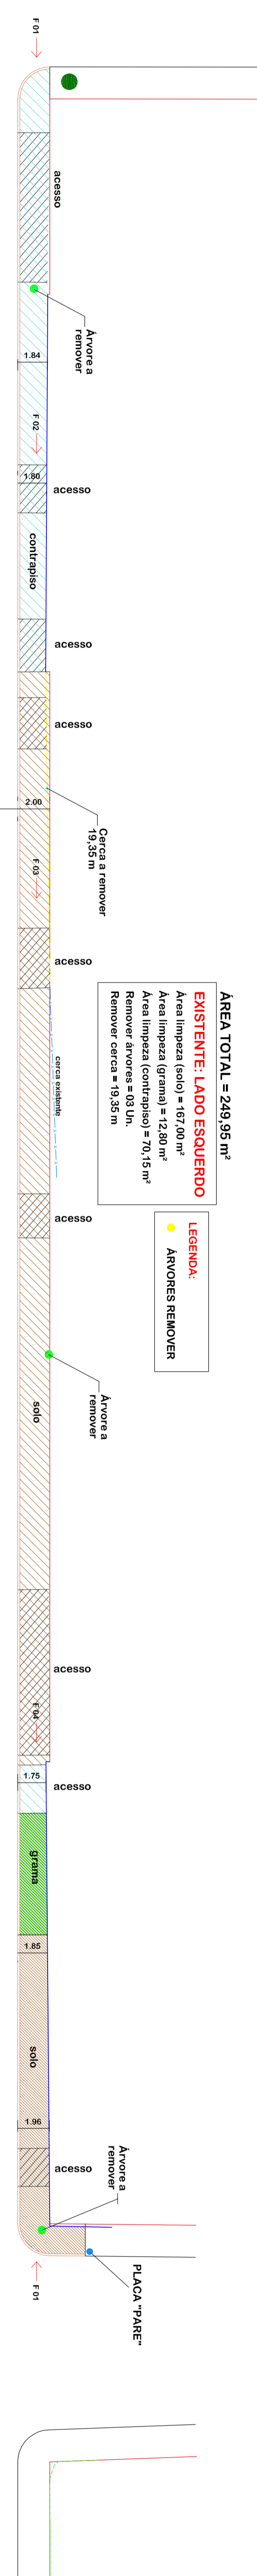 F 01
acesso
Árvore a
remover
1.84
F 02
1.80
acesso
contrapiso
acesso
acesso
Cerca a remover
19,35 m
2.00
F 03
acesso
ÁREA TOTAL = 249,95 m²
EXISTENTE: LADO ESQUERDO
Área limpeza (solo) = 167,00 m²
Área limpeza (grama) = 12,80 m²
Área limpeza (contrapiso) = 70,15 m²
Remover árvores = 03 Un.
Remover cerca = 19,35 m
cerca existente
LEGENDA:
ÁRVORES REMOVER
acesso
Árvore a
remover
solo
acesso
F 04
1.75
acesso
grama
1.85
solo
1.96
acesso
Árvore a
remover
F 01
PLACA "PARE"